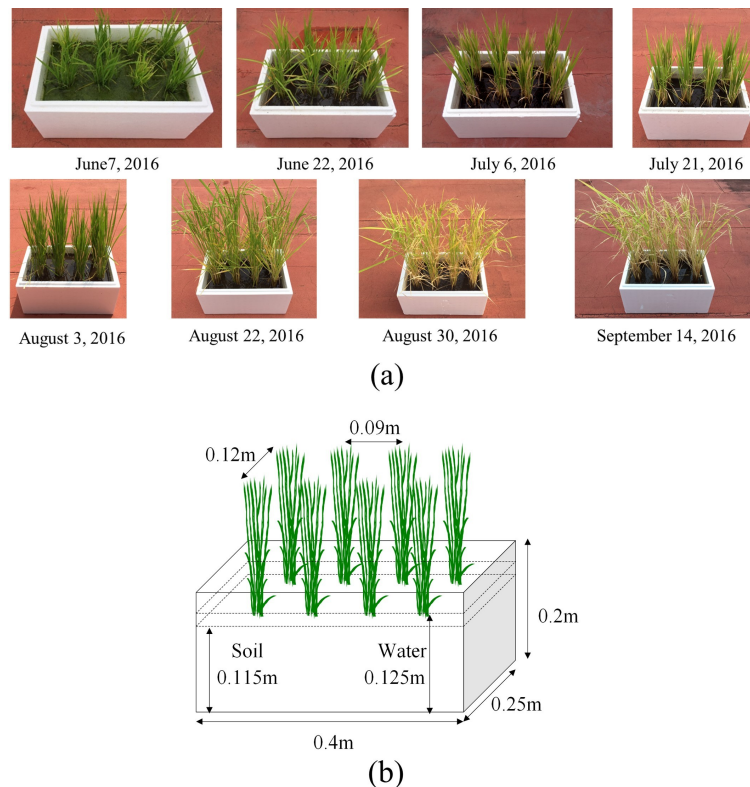 June7, 2016
June 22, 2016
July 6, 2016
July 21, 2016
August 3, 2016
August 22, 2016
August 30, 2016
September 14, 2016
(a)
0.09m
0.12m
Soil
0.115m
Water
0.125m
0.2m
0.25m
0.4m
(b)